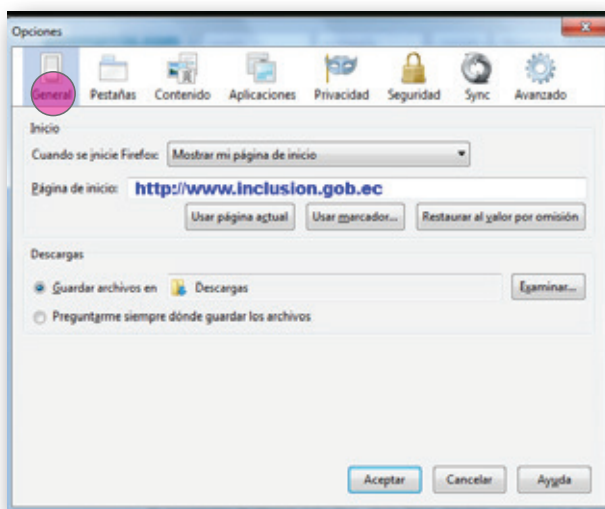 Opciones
General Pestañas Contenido Aplicaciones Privacidad Seguridad Sync Avanzado
Inicio
Cuando se inicie Firefox: Mostrar mi página de inicio
Página de inicio: http://www.inclusion.gob.ec
Usar página actual Usar marcador... Restaurar al valor por omisión
Descargas
Guardar archivos en Descargas Examinar...
Preguntarme siempre dónde guardar los archivos
Aceptar Cancelar Ayuda